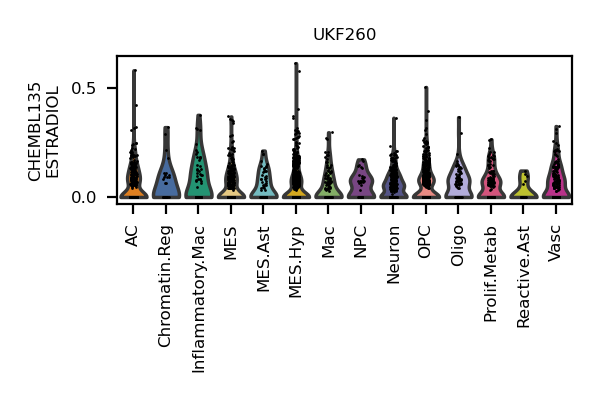 UKF260
CHEMBL135
ESTRADIOL
0.5
0.0
AC
Chromatin.Reg
Inflammatory.Mac
MES
MES.Ast
MES.Hyp
Mac
NPC
Neuron
OPC
Oligo
Prolif.Metab
Reactive.Ast
Vasc